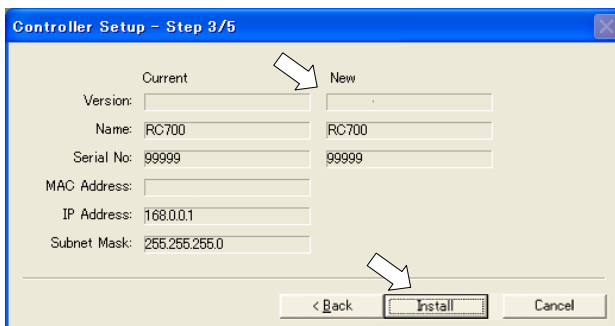 Controller Setup - Step 3/5
Current New
Version:
Name: RC700 RC700
Serial No: 99999 99999
MAC Address:
IP Address: 168.0.0.1
Subnet Mask: 255.255.255.0
< Back Install Cancel